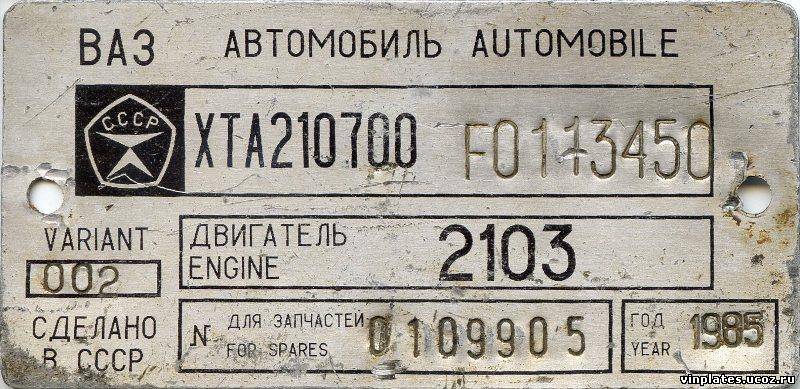 ВАЗ АВТОМОБИЛЬ AUTOMOBILE
СССР
XTA210700 F0113450
VARIANT
002
ДВИГАТЕЛЬ
ENGINE
2103
СДЕЛАНО
В СССР
N ДЛЯ ЗАПЧАСТЕЙ
FOR SPARES
0109905
ГОД
YEAR
1985
vinplates.ucoz.ru